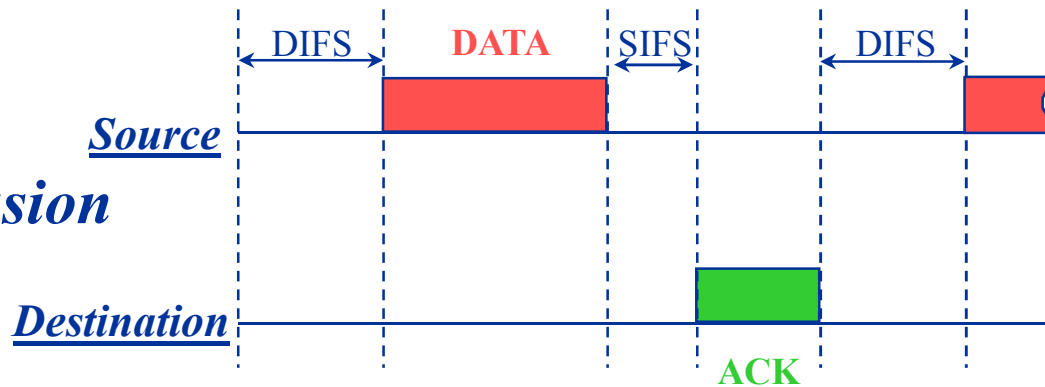 DIFS DATA SIFS DIFS
Source
sion
Destination
ACK